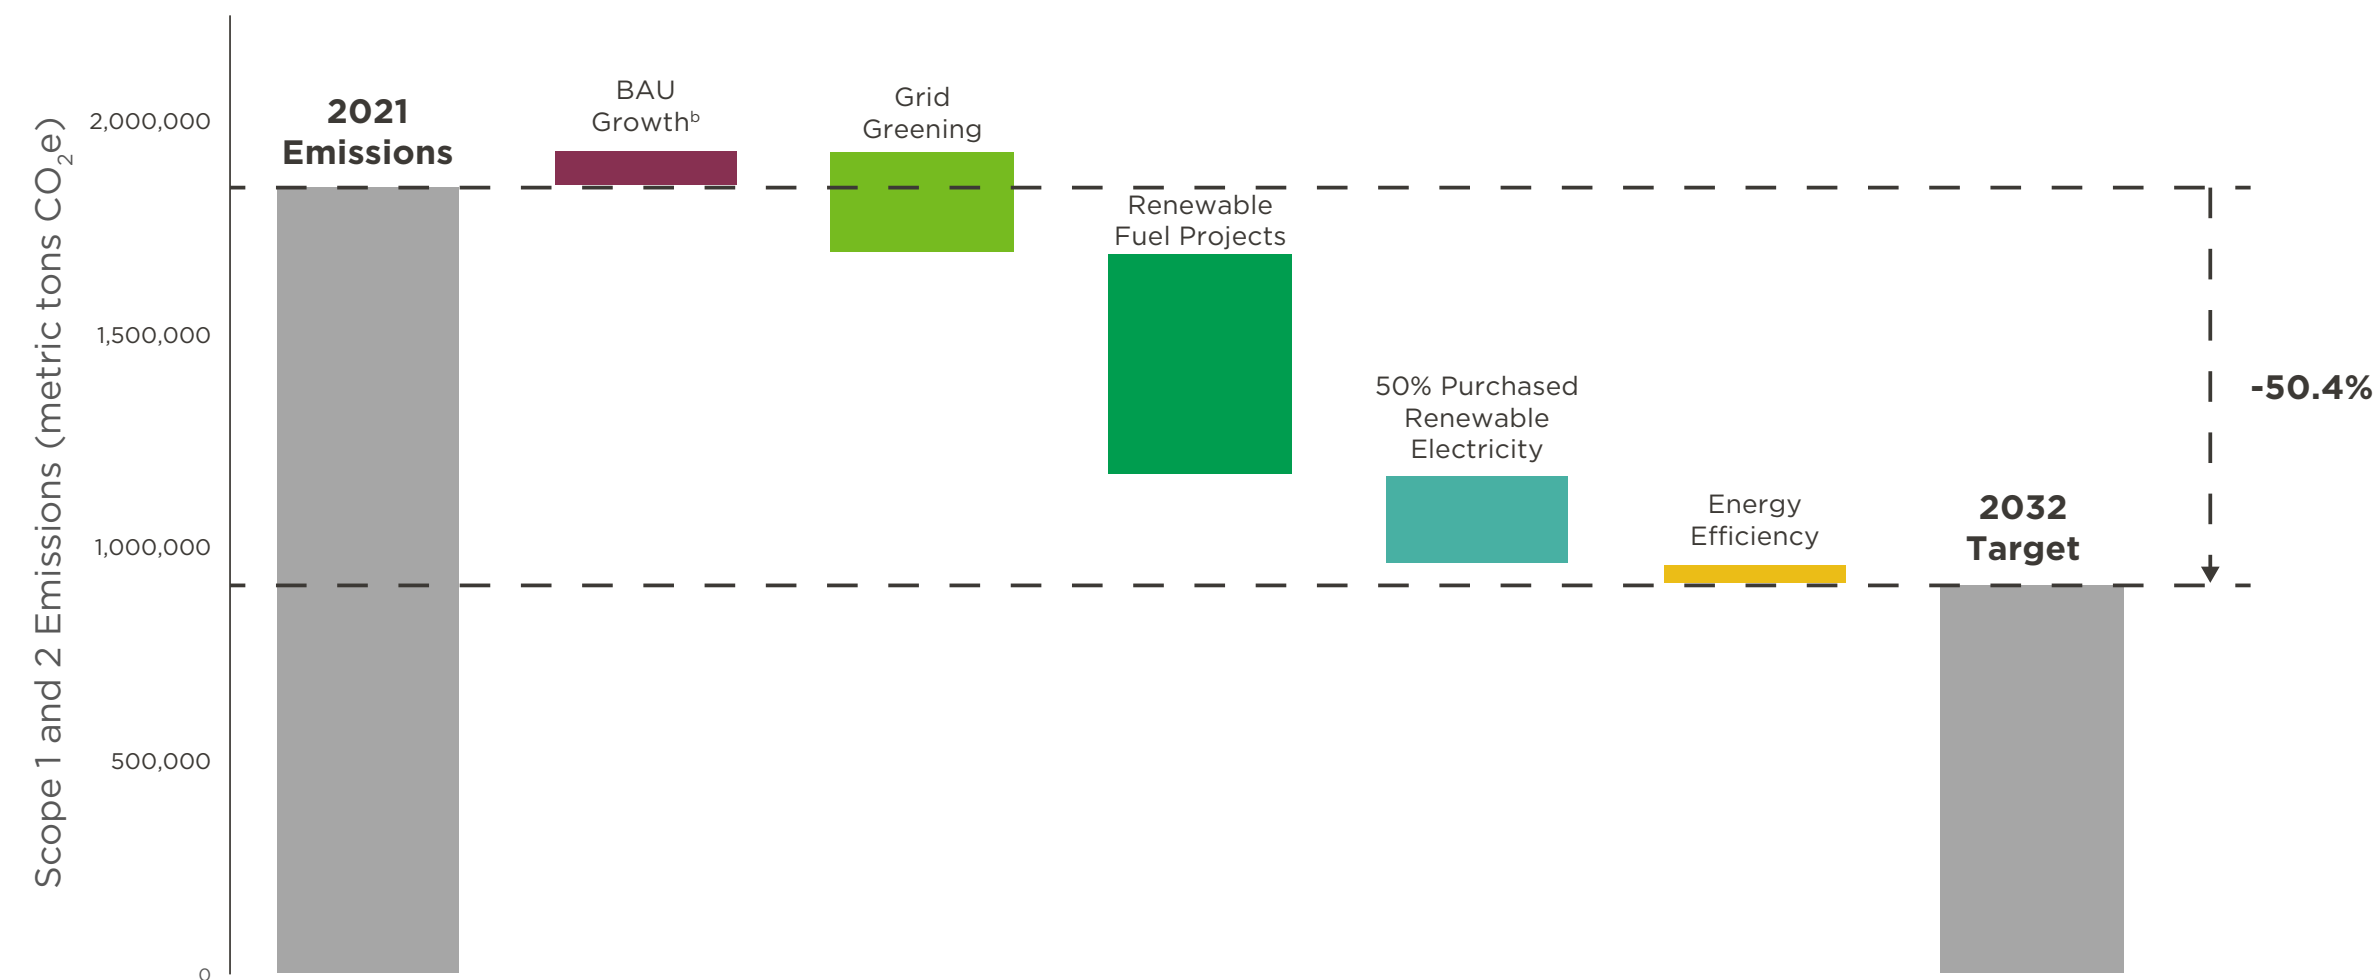 Scope 1 and 2 Emissions (metric tons CO₂e)
2,000,000
1,500,000
1,000,000
500,000
0
2021
Emissions
BAU
Growthᵇ
Grid
Greening
Renewable
Fuel Projects
50% Purchased
Renewable
Electricity
Energy
Efficiency
2032
Target
-50.4%